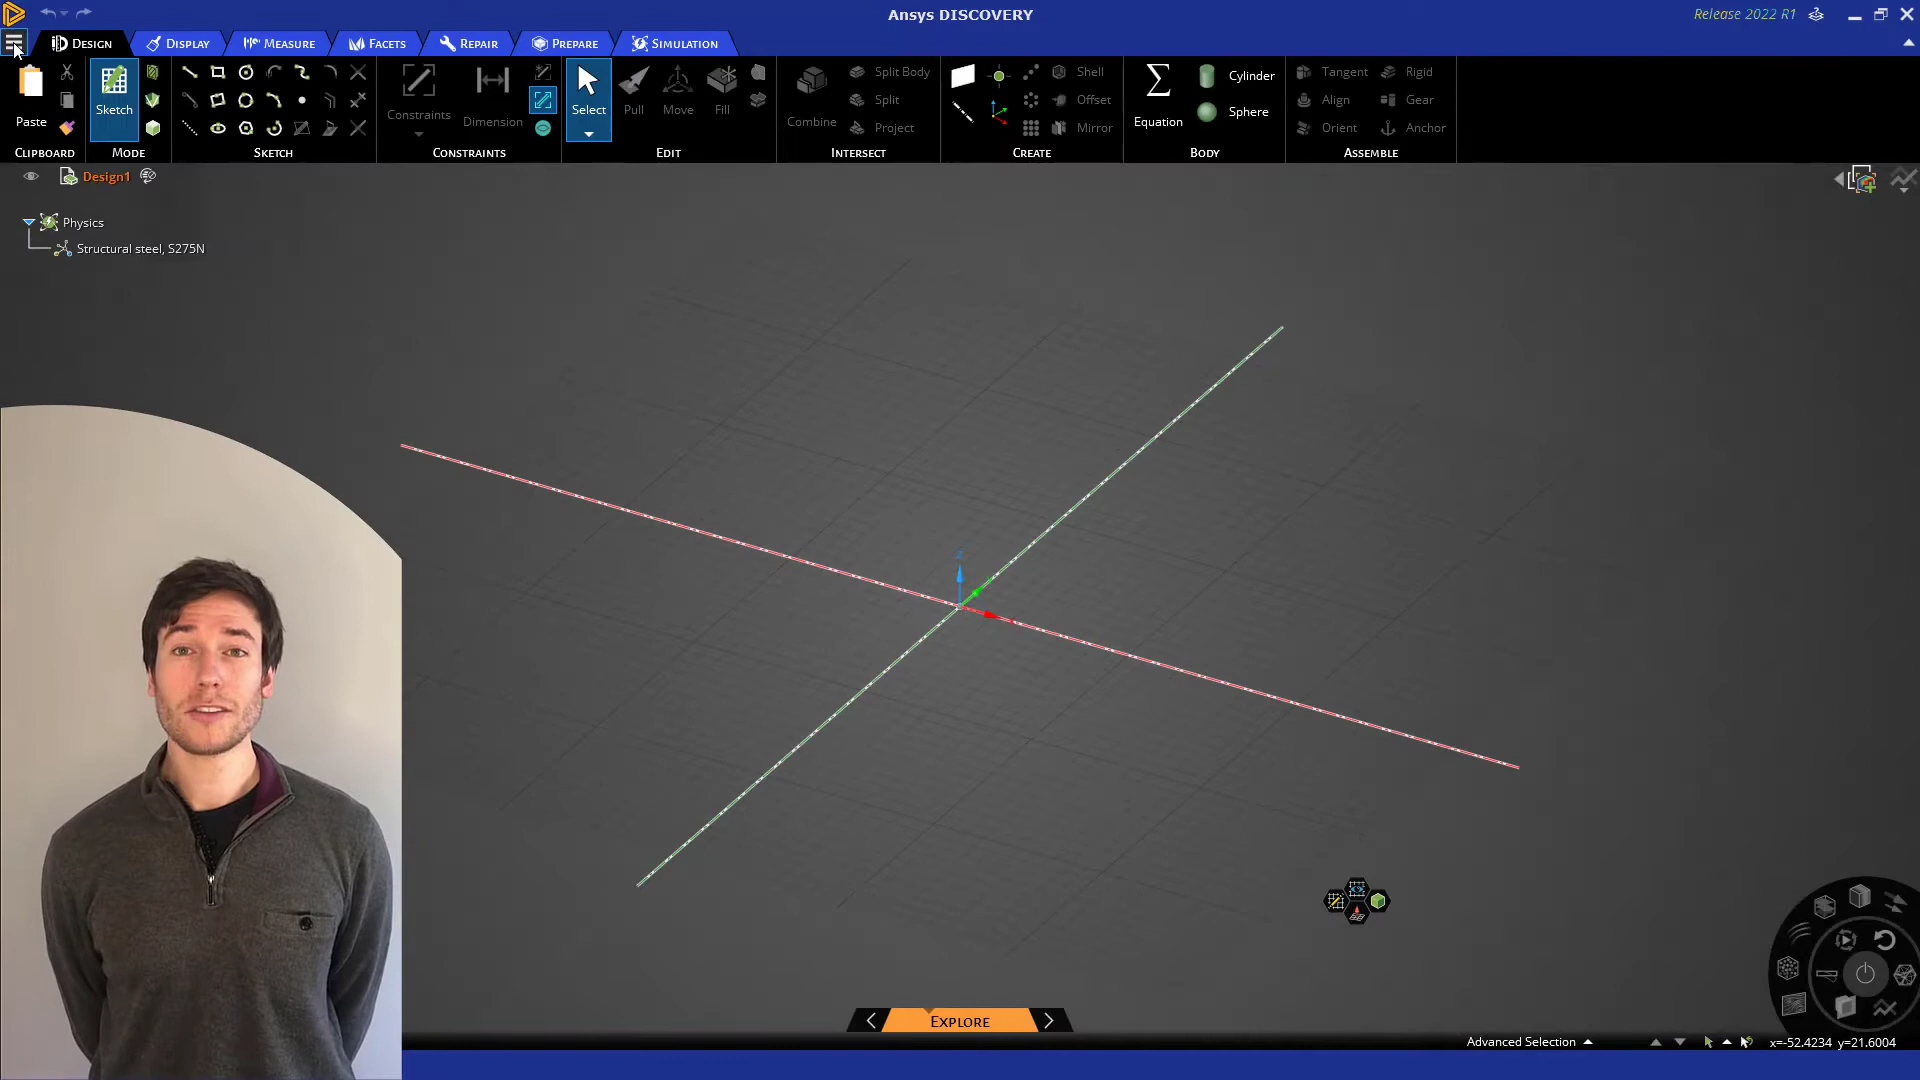 Ansys DISCOVERY
Release 2022 R1
DESIGN
DISPLAY
MEASURE
FACETS
REPAIR
PREPARE
SIMULATION
Paste
Sketch
Constraints
Dimension
Select
Pull
Move
Fill
Combine
Split Body
Split
Project
Shell
Offset
Mirror
Equation
Cylinder
Sphere
Tangent
Rigid
Align
Gear
Orient
Anchor
CLIPBOARD
MODE
SKETCH
CONSTRAINTS
EDIT
INTERSECT
CREATE
BODY
ASSEMBLE
Design1
Physics
Structural steel, S275N
Z
EXPLORE
Advanced Selection
x=-52.4234 y=21.6004